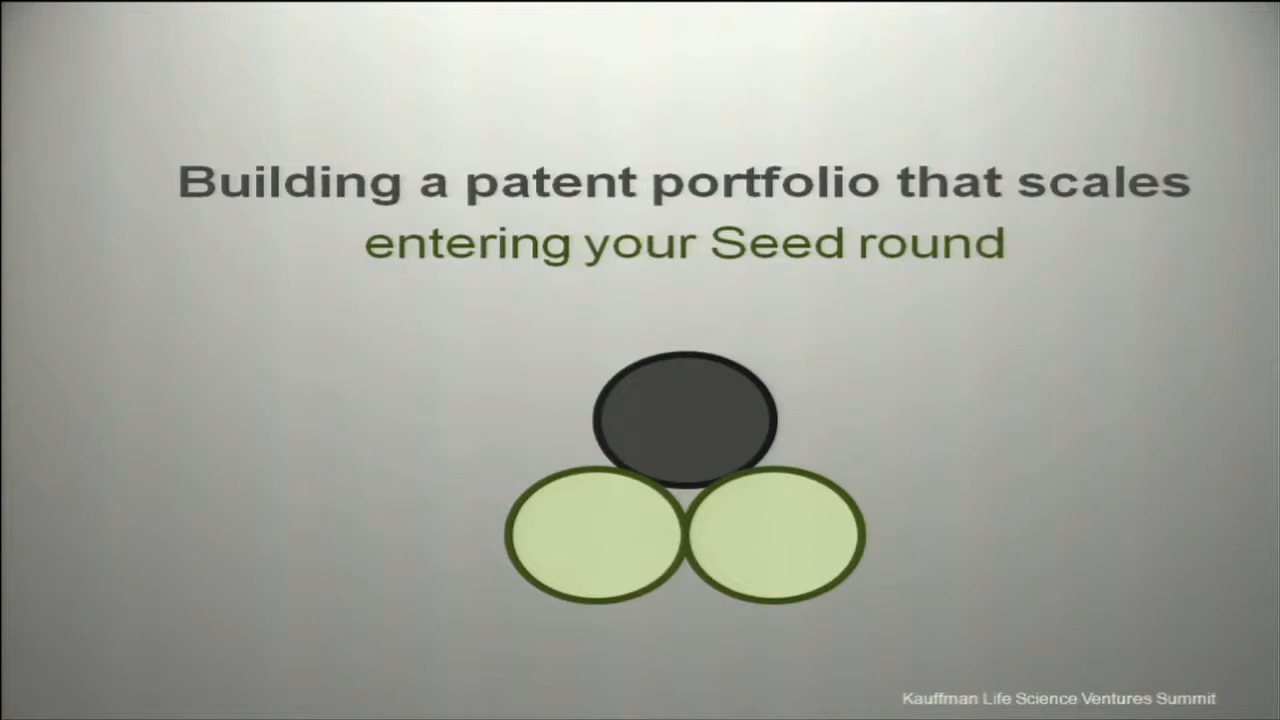 Building a patent portfolio that scales
entering your Seed round
Kauffman Life Science Ventures Summit